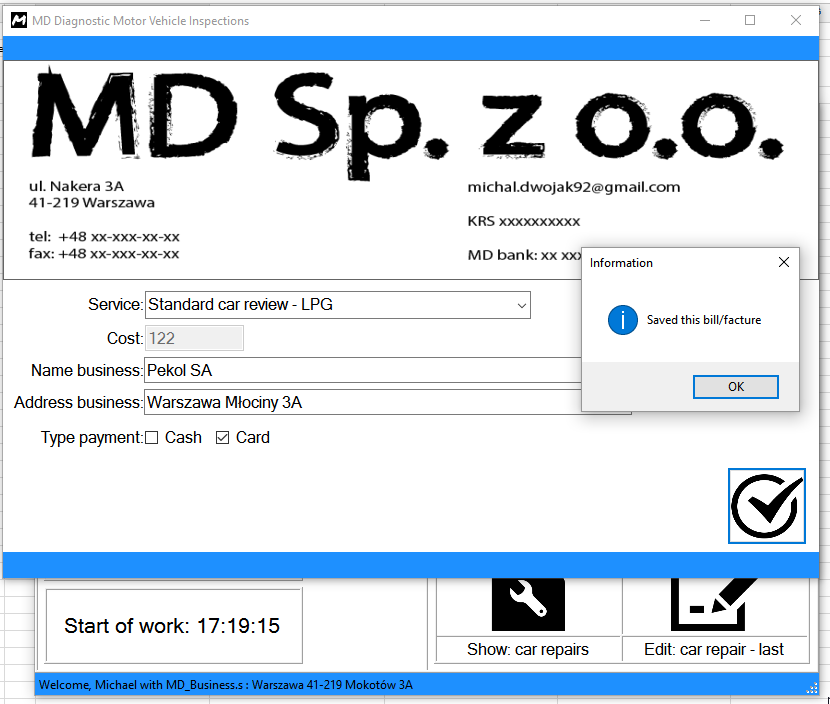 MD Diagnostic Motor Vehicle Inspections
MD Sp. z o.o.
ul. Nakera 3A
41-219 Warszawa
tel: +48 xx-xxx-xx-xx
fax: +48 xx-xxx-xx-xx
michal.dwojak92@gmail.com
KRS xxxxxxxxxx
MD bank: xx xxx
Information
Saved this bill/facture
OK
Service: Standard car review - LPG
Cost: 122
Name business: Pekol SA
Address business: Warszawa Młociny 3A
Type payment: Cash Card
Start of work: 17:19:15
Show: car repairs
Edit: car repair - last
Welcome, Michael with MD_Business.s : Warszawa 41-219 Mokotów 3A